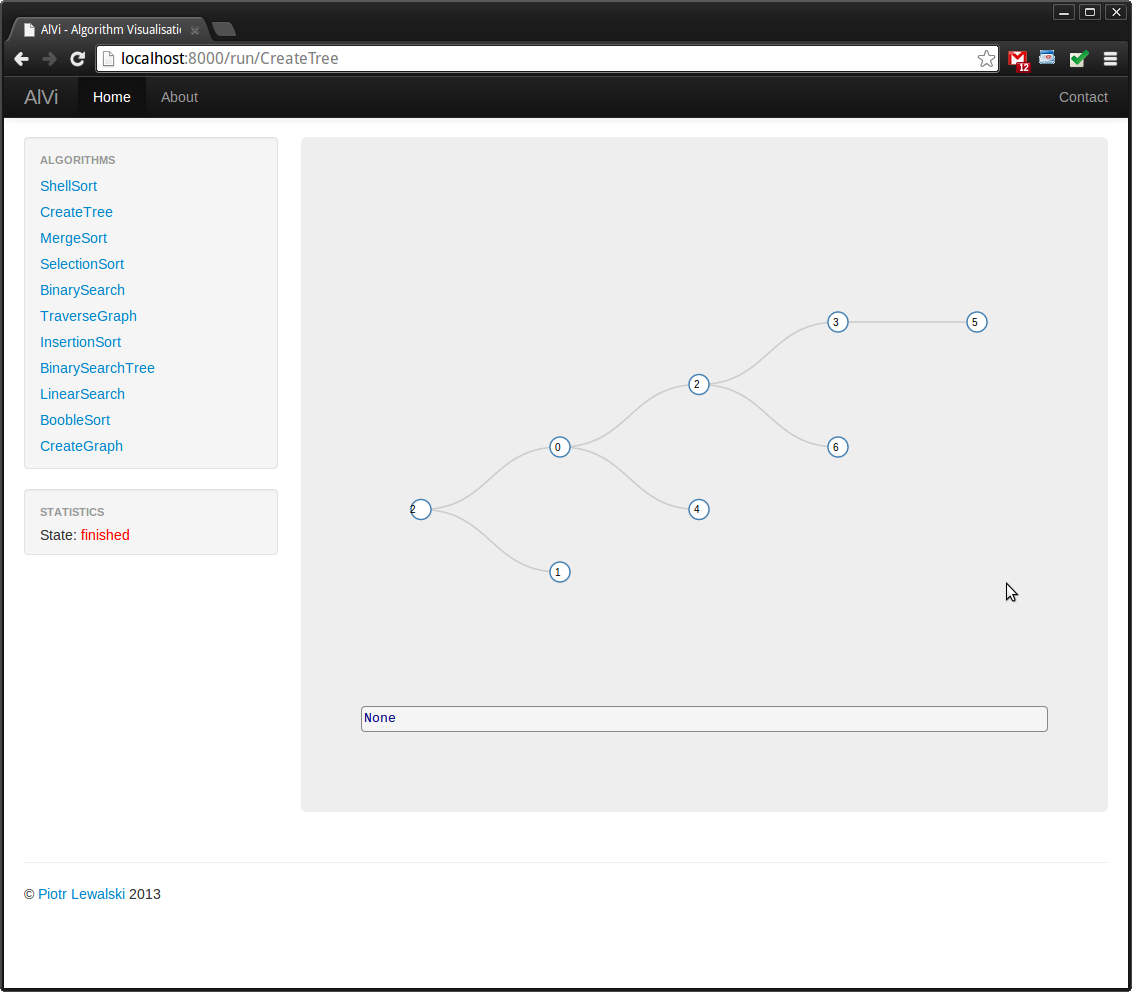 AlVi - Algorithm Visualisatio
localhost:8000/run/CreateTree
12
AlVi Home About Contact
ALGORITHMS
ShellSort
CreateTree
MergeSort
SelectionSort
BinarySearch
TraverseGraph
InsertionSort
BinarySearchTree
LinearSearch
BoobleSort
CreateGraph
STATISTICS
State: finished
3
5
2
0
6
2
4
1
None
© Piotr Lewalski 2013